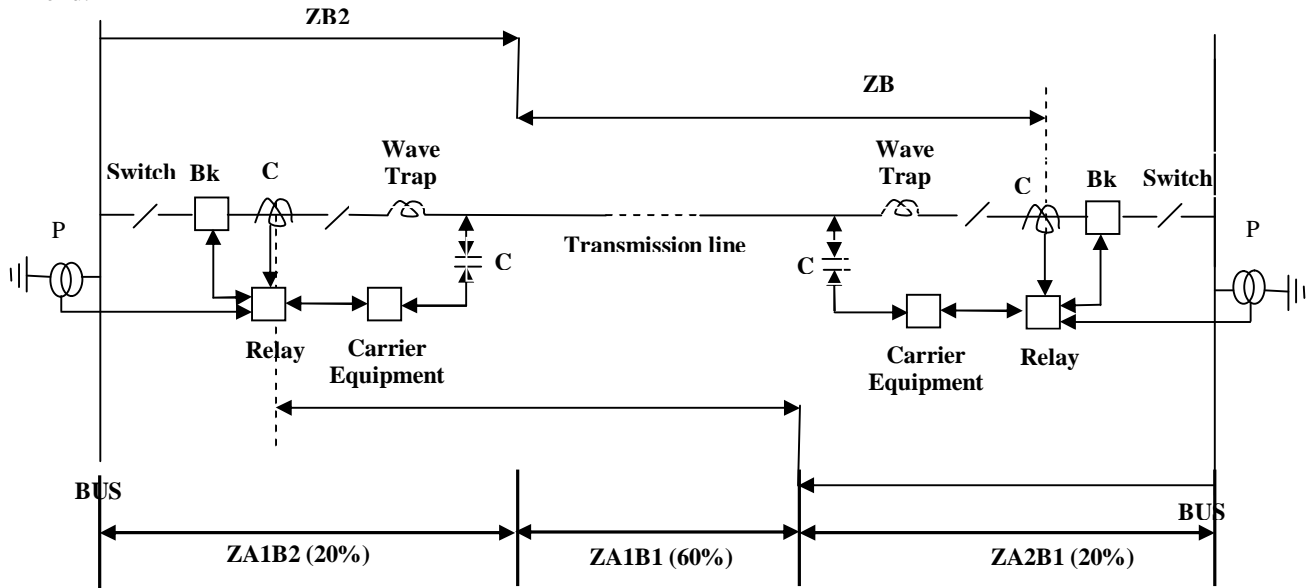 ZB2
ZB
Wave
Trap
Wave
Trap
Switch
Bk
C
C
Bk
Switch
P
Transmission line
P
C
C
Relay
Carrier
Equipment
Carrier
Equipment
Relay
BUS
BUS
ZA1B2 (20%)
ZA1B1 (60%)
ZA2B1 (20%)